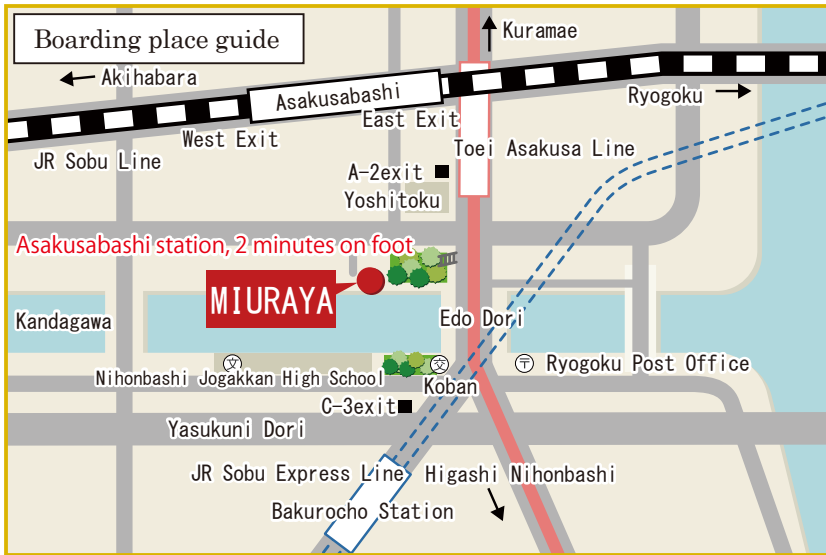 Boarding place guide
Kuramae
Akihabara
Asakusabashi
Ryogoku
East Exit
West Exit
JR Sobu Line
Toei Asakusa Line
A-2exit
Yoshitoku
Asakusabashi station, 2 minutes on foot
MIURAYA
Kandagawa
Edo Dori
文
交
〒
Ryogoku Post Office
Nihonbashi Jogakkan High School
Koban
C-3exit
Yasukuni Dori
JR Sobu Express Line
Higashi Nihonbashi
Bakurocho Station